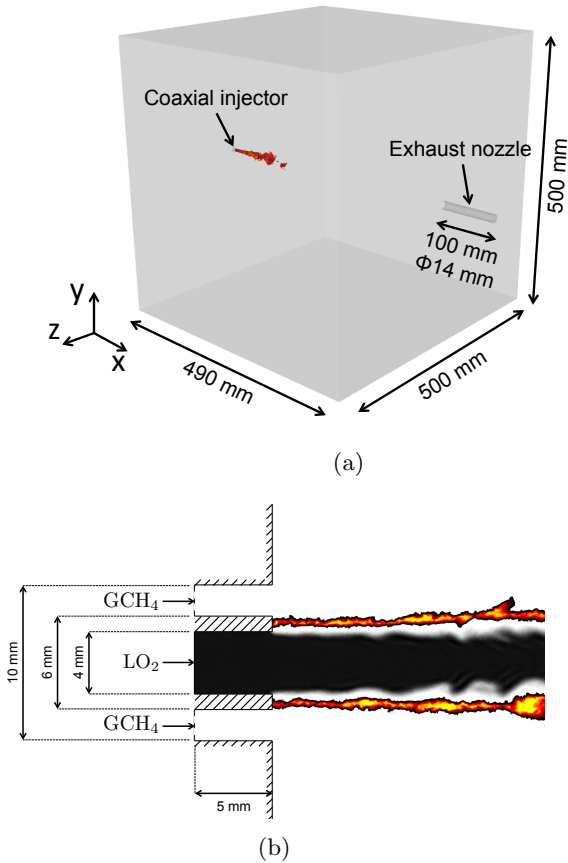 Coaxial injector
Exhaust nozzle
100 mm
Φ14 mm
500 mm
y
z
x
490 mm
500 mm
(a)
GCH₄
LO₂
GCH₄
10 mm
6 mm
4 mm
5 mm
(b)